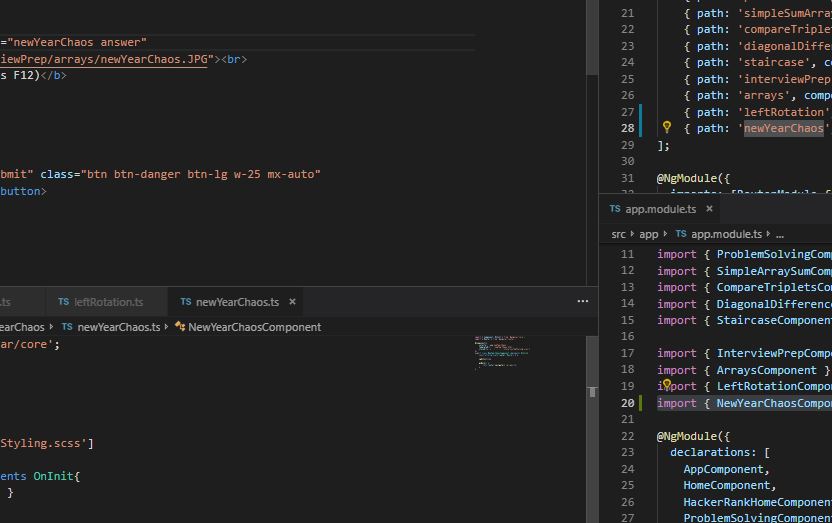 ="newYearChaos answer"
iewPrep/arrays/newYearChaos.JPG"><br>
s F12)</b>
bmit" class="btn btn-danger btn-lg w-25 mx-auto"
button>
.ts
TS leftRotation.ts
TS newYearChaos.ts ×
...
earChaos > TS newYearChaos.ts > NewYearChaosComponent
ar/core';
Styling.scss']
ents OnInit{
}
21 { path: 'simpleSumArray
22 { path: 'compareTriplet
23 { path: 'diagonalDiffe
24 { path: 'staircase', co
25 { path: 'interviewPrep
26 { path: 'arrays', compo
27 { path: 'leftRotation'
28 { path: 'newYearChaos'
29 ];
30
31 @NgModule({
TS app.module.ts ×
src > app > TS app.module.ts > ...
11 import { ProblemSolvingComp
12 import { SimpleArraySumComp
13 import { CompareTripletsCo
14 import { DiagonalDifference
15 import { StaircaseComponent
16
17 import { InterviewPrepCompo
18 import { ArraysComponent }
19 import { LeftRotationCompo
20 import { NewYearChaosCompon
21
22 @NgModule({
23 declarations: [
24 AppComponent,
25 HomeComponent,
26 HackerRankHomeComponent
27 ProblemSolvingComponent